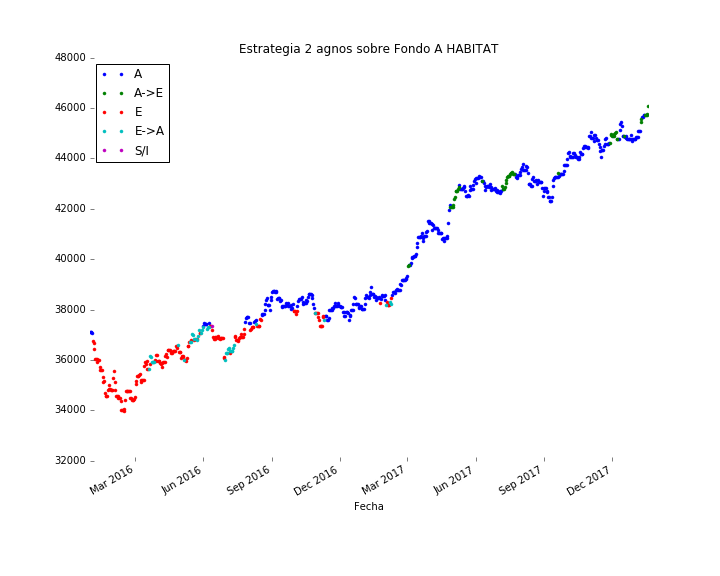 Estrategia 2 agnos sobre Fondo A HABITAT
48000
46000
44000
42000
40000
38000
36000
34000
32000
A
A->E
E
E->A
S/I
Mar 2016
Jun 2016
Sep 2016
Dec 2016
Mar 2017
Jun 2017
Sep 2017
Dec 2017
Fecha